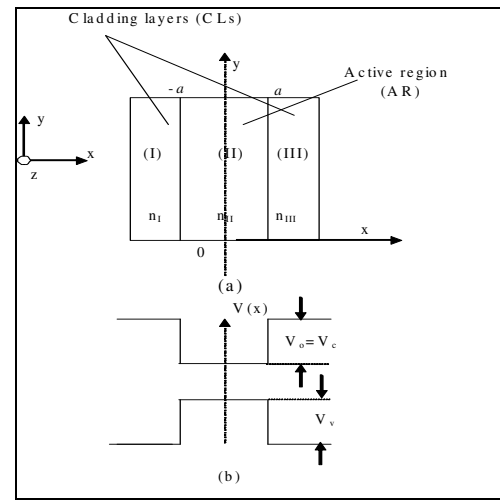 Cladding layers (CLs)
y
-a
a
Active region
(AR)
y
x
z
(I)
(II)
(III)
n_I
n_II
n_III
x
0
(a)
V(x)
V_o=V_c
V_v
(b)